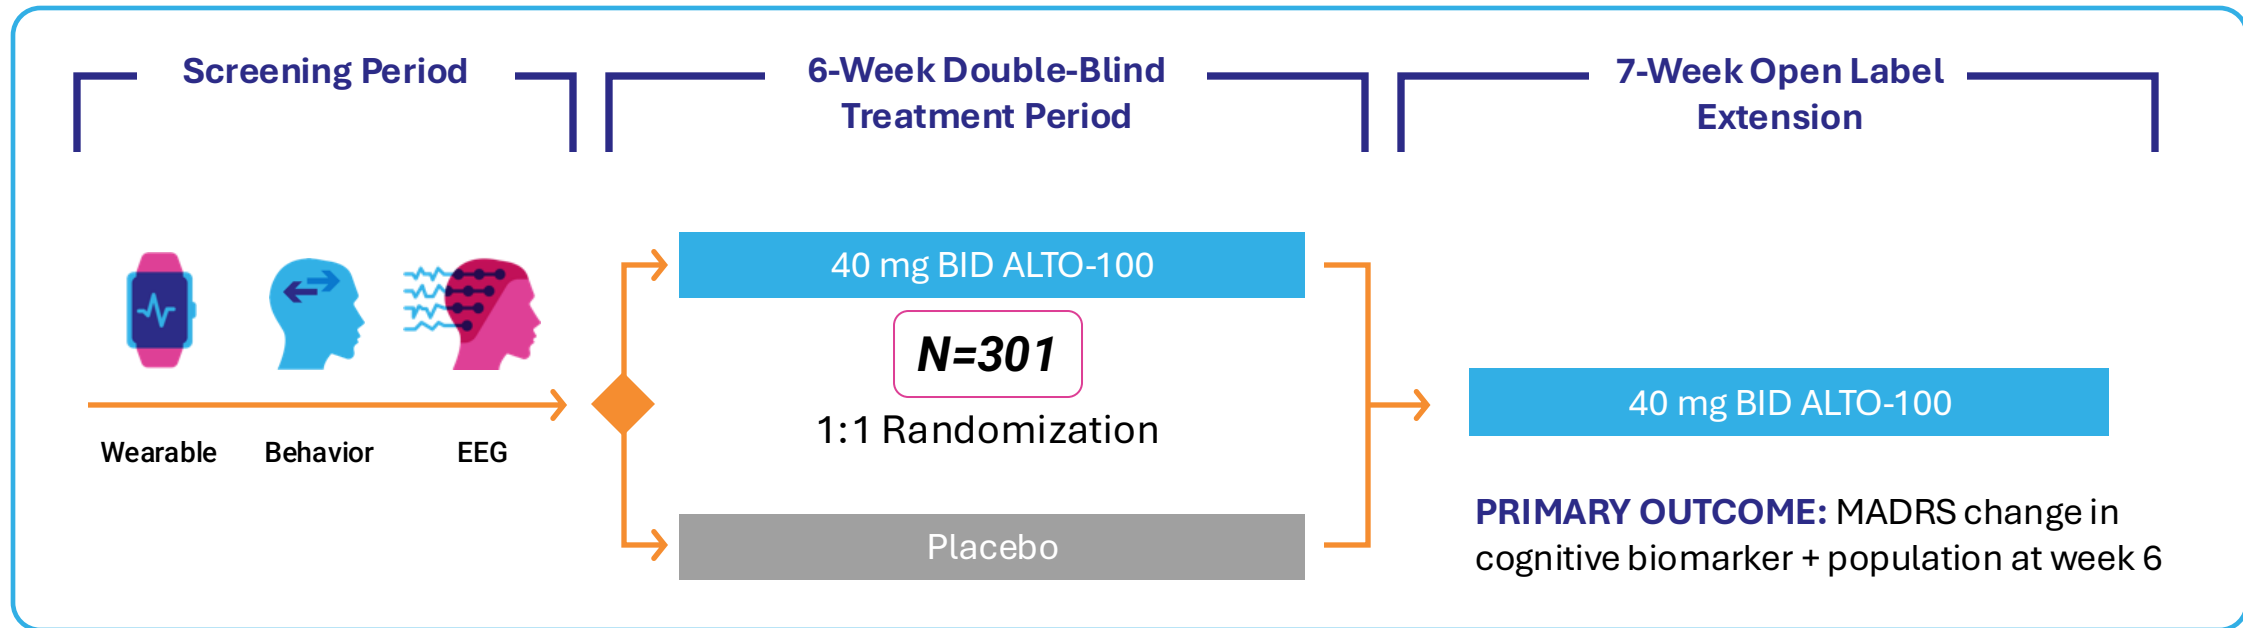 Screening Period
6-Week Double-Blind
Treatment Period
7-Week Open Label
Extension
Wearable
Behavior
EEG
40 mg BID ALTO-100
N=301
1:1 Randomization
Placebo
40 mg BID ALTO-100
PRIMARY OUTCOME: MADRS change in
cognitive biomarker + population at week 6